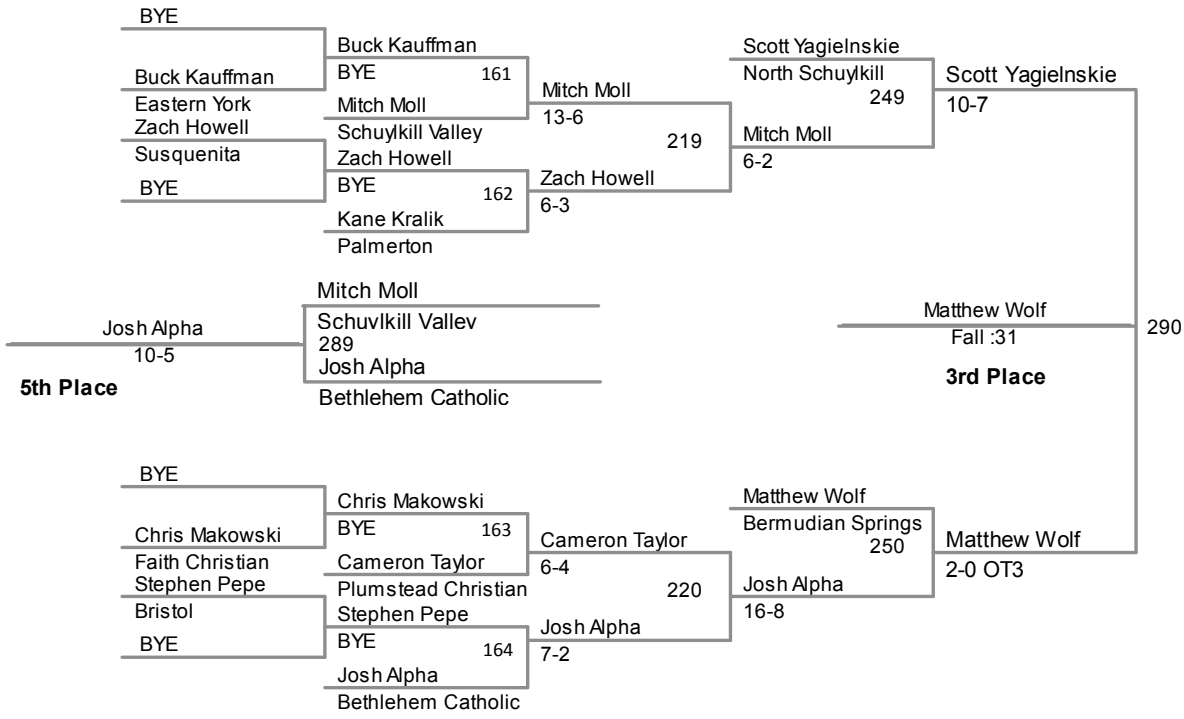 BYE
Buck Kauffman
Eastern York
Zach Howell
Susquenita
BYE
Buck Kauffman
BYE
161
Mitch Moll
Schuylkill Valley
Zach Howell
BYE
162
Kane Kralik
Palmerton
Mitch Moll
13-6
219
Zach Howell
6-3
Scott Yagielnskie
North Schuylkill
249
Mitch Moll
6-2
Scott Yagielnskie
10-7
Mitch Moll
Schuvlkill Vallev
289
Josh Alpha
Bethlehem Catholic
Josh Alpha
10-5
5th Place
Matthew Wolf
Fall :31
3rd Place
290
BYE
Chris Makowski
Faith Christian
Stephen Pepe
Bristol
BYE
Chris Makowski
BYE
163
Cameron Taylor
Plumstead Christian
Stephen Pepe
BYE
164
Josh Alpha
Bethlehem Catholic
Cameron Taylor
6-4
220
Josh Alpha
7-2
Matthew Wolf
Bermudian Springs
250
Josh Alpha
16-8
Matthew Wolf
2-0 OT3